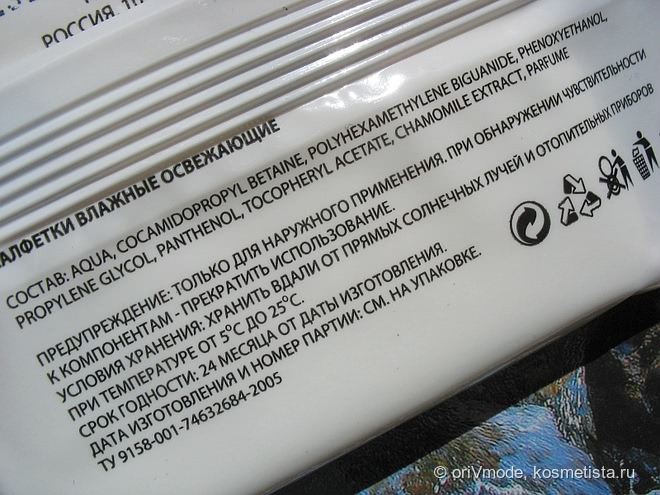 РОССИЯ,
САЛФЕТКИ ВЛАЖНЫЕ ОСВЕЖАЮЩИЕ
СОСТАВ: AQUA, COCAMIDOPROPYL BETAINE, POLYHEXAMETHYLENE BIGUANIDE, PHENOXYETHANOL,
PROPYLENE GLYCOL, PANTHENOL, TOCOPHERYL ACETATE, CHAMOMILE EXTRACT, PARFUME
ПРЕДУПРЕЖДЕНИЕ: ТОЛЬКО ДЛЯ НАРУЖНОГО ПРИМЕНЕНИЯ. ПРИ ОБНАРУЖЕНИИ ЧУВСТВИТЕЛЬНОСТИ
К КОМПОНЕНТАМ - ПРЕКРАТИТЬ ИСПОЛЬЗОВАНИЕ.
УСЛОВИЯ ХРАНЕНИЯ: ХРАНИТЬ ВДАЛИ ОТ ПРЯМЫХ СОЛНЕЧНЫХ ЛУЧЕЙ И ОТОПИТЕЛЬНЫХ ПРИБОРОВ
ПРИ ТЕМПЕРАТУРЕ ОТ 5°C ДО 25°C.
СРОК ГОДНОСТИ: 24 МЕСЯЦА ОТ ДАТЫ ИЗГОТОВЛЕНИЯ.
ДАТА ИЗГОТОВЛЕНИЯ И НОМЕР ПАРТИИ: СМ. НА УПАКОВКЕ.
ТУ 9158-001-74632684-2005
© oriVmode, kosmetista.ru